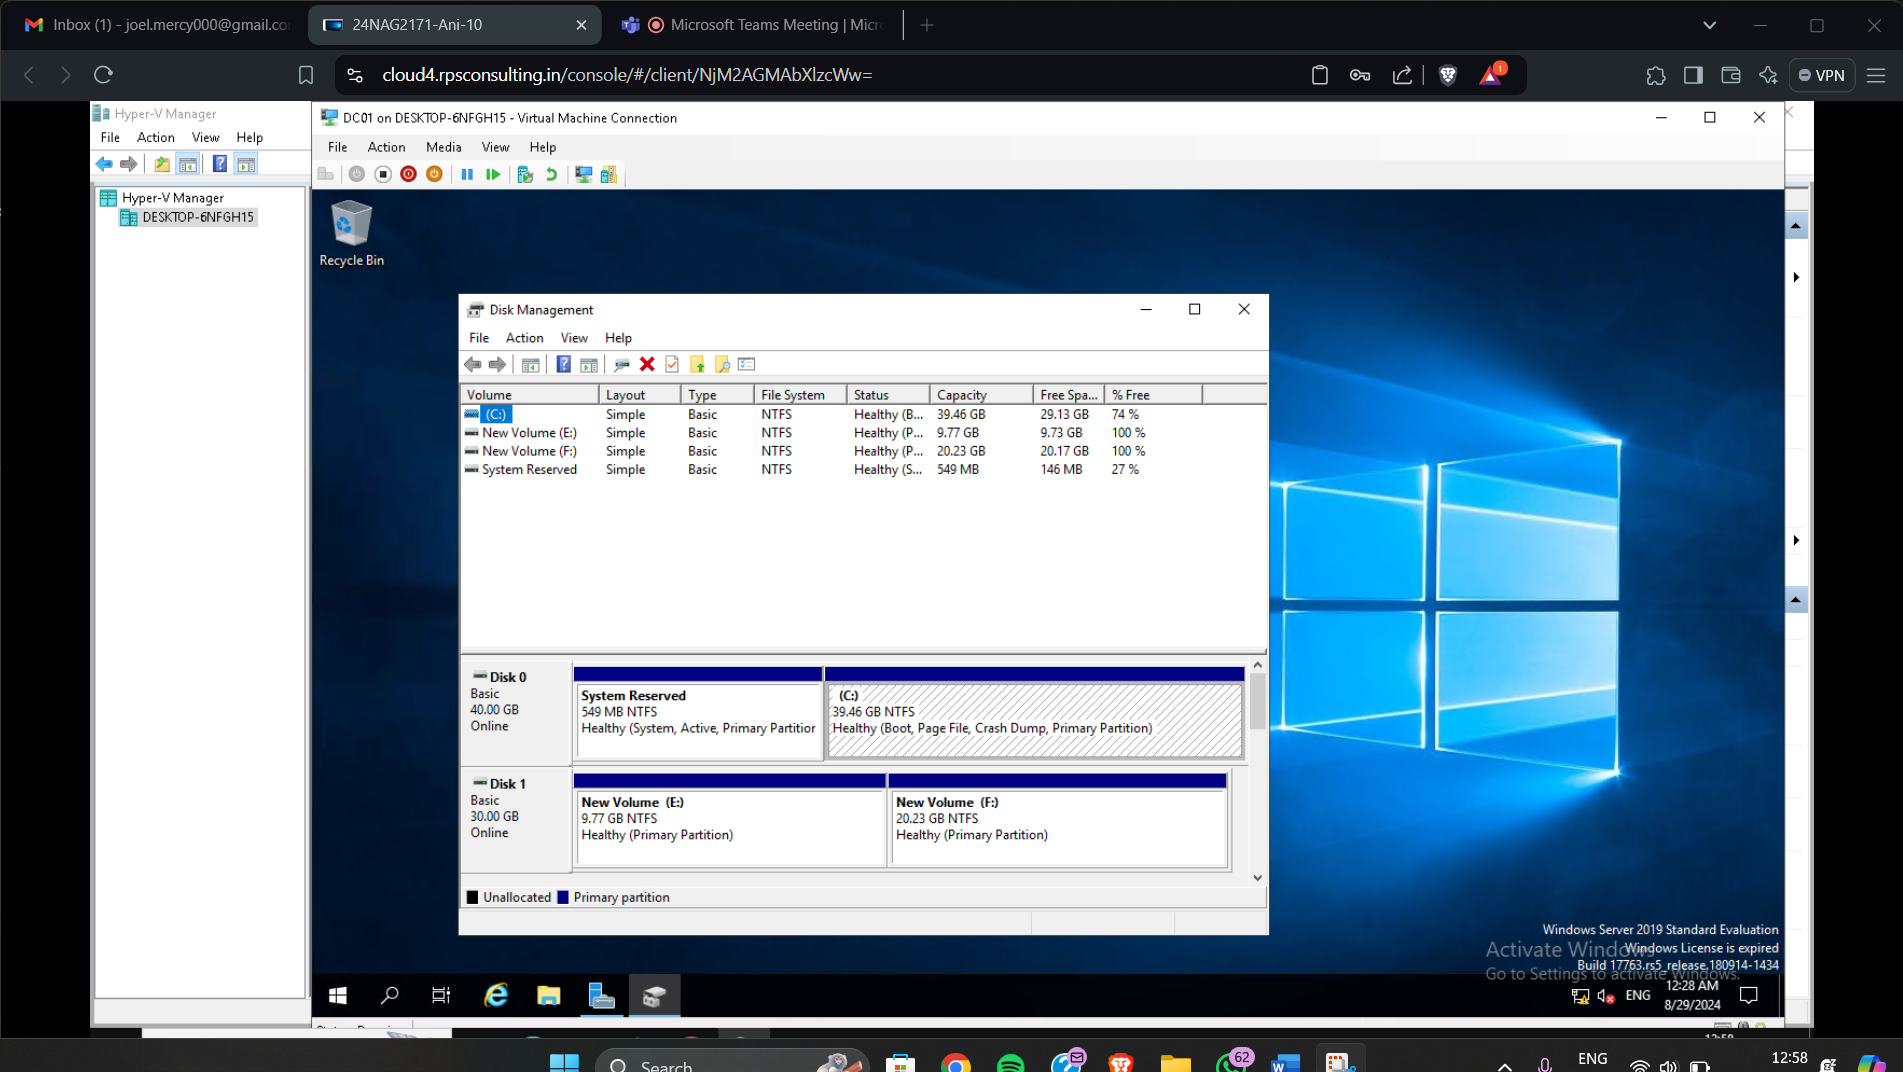 Inbox (1) - joel.mercy000@gmail.co
24NAG2171-Ani-10
Microsoft Teams Meeting | Micr
cloud4.rpsconsulting.in/console/#/client/NjM2AGMAbXlzcWw=
1
VPN
Hyper-V Manager
File Action View Help
Hyper-V Manager
DESKTOP-6NFGH15
DC01 on DESKTOP-6NFGH15 - Virtual Machine Connection
File Action Media View Help
Recycle Bin
Disk Management
File Action View Help
Volume Layout Type File System Status Capacity Free Spa... % Free
(C:) Simple Basic NTFS Healthy (B... 39.46 GB 29.13 GB 74 %
New Volume (E:) Simple Basic NTFS Healthy (P... 9.77 GB 9.73 GB 100 %
New Volume (F:) Simple Basic NTFS Healthy (P... 20.23 GB 20.17 GB 100 %
System Reserved Simple Basic NTFS Healthy (S... 549 MB 146 MB 27 %
Disk 0
Basic
40.00 GB
Online
System Reserved
549 MB NTFS
Healthy (System, Active, Primary Partition
(C:)
39.46 GB NTFS
Healthy (Boot, Page File, Crash Dump, Primary Partition)
Disk 1
Basic
30.00 GB
Online
New Volume (E:)
9.77 GB NTFS
Healthy (Primary Partition)
New Volume (F:)
20.23 GB NTFS
Healthy (Primary Partition)
Unallocated Primary partition
Windows Server 2019 Standard Evaluation
Activate Windows
Windows License is expired
Build 17763.rs5_release.180914-1434
Go to Settings to activate Windows.
ENG
12:28 AM
8/29/2024
Search
62
ENG
12:58